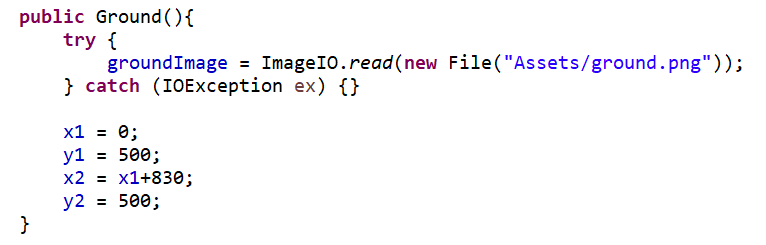 public Ground(){
    try {
        groundImage = ImageIO.read(new File("Assets/ground.png"));
    } catch (IOException ex) {}

    x1 = 0;
    y1 = 500;
    x2 = x1+830;
    y2 = 500;
}